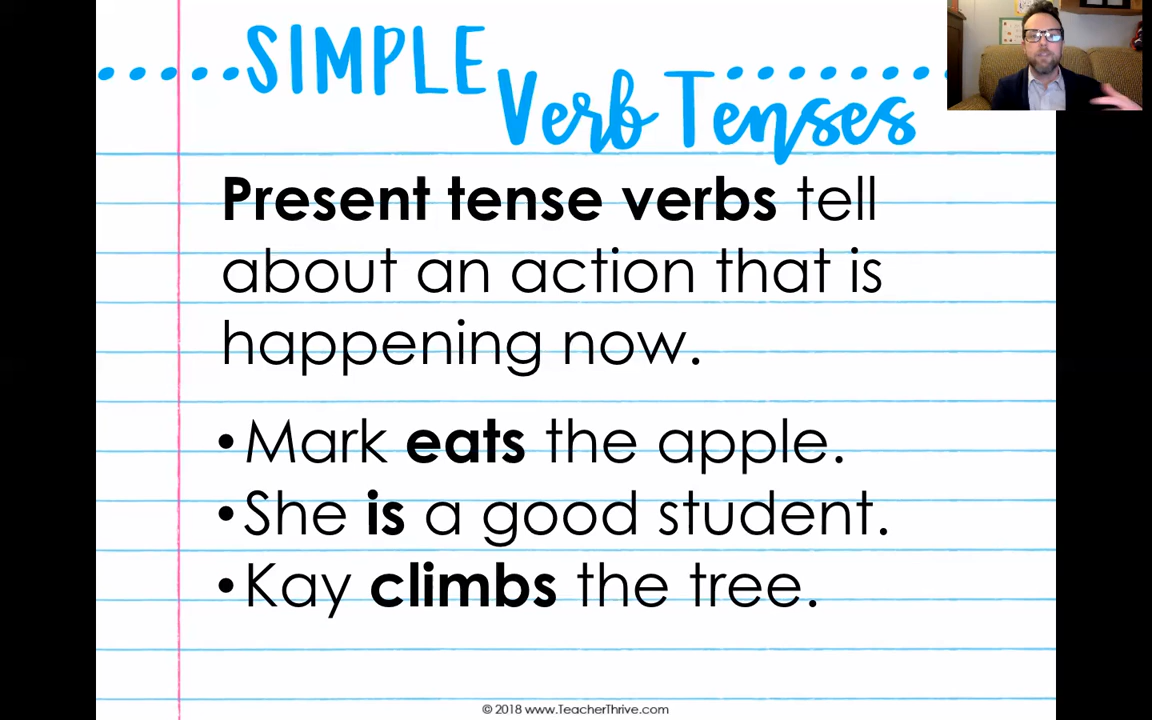 SIMPLE
Verb Tenses
Present tense verbs tell
about an action that is
happening now.
•Mark eats the apple.
•She is a good student.
•Kay climbs the tree.
© 2018 www.TeacherThrive.com